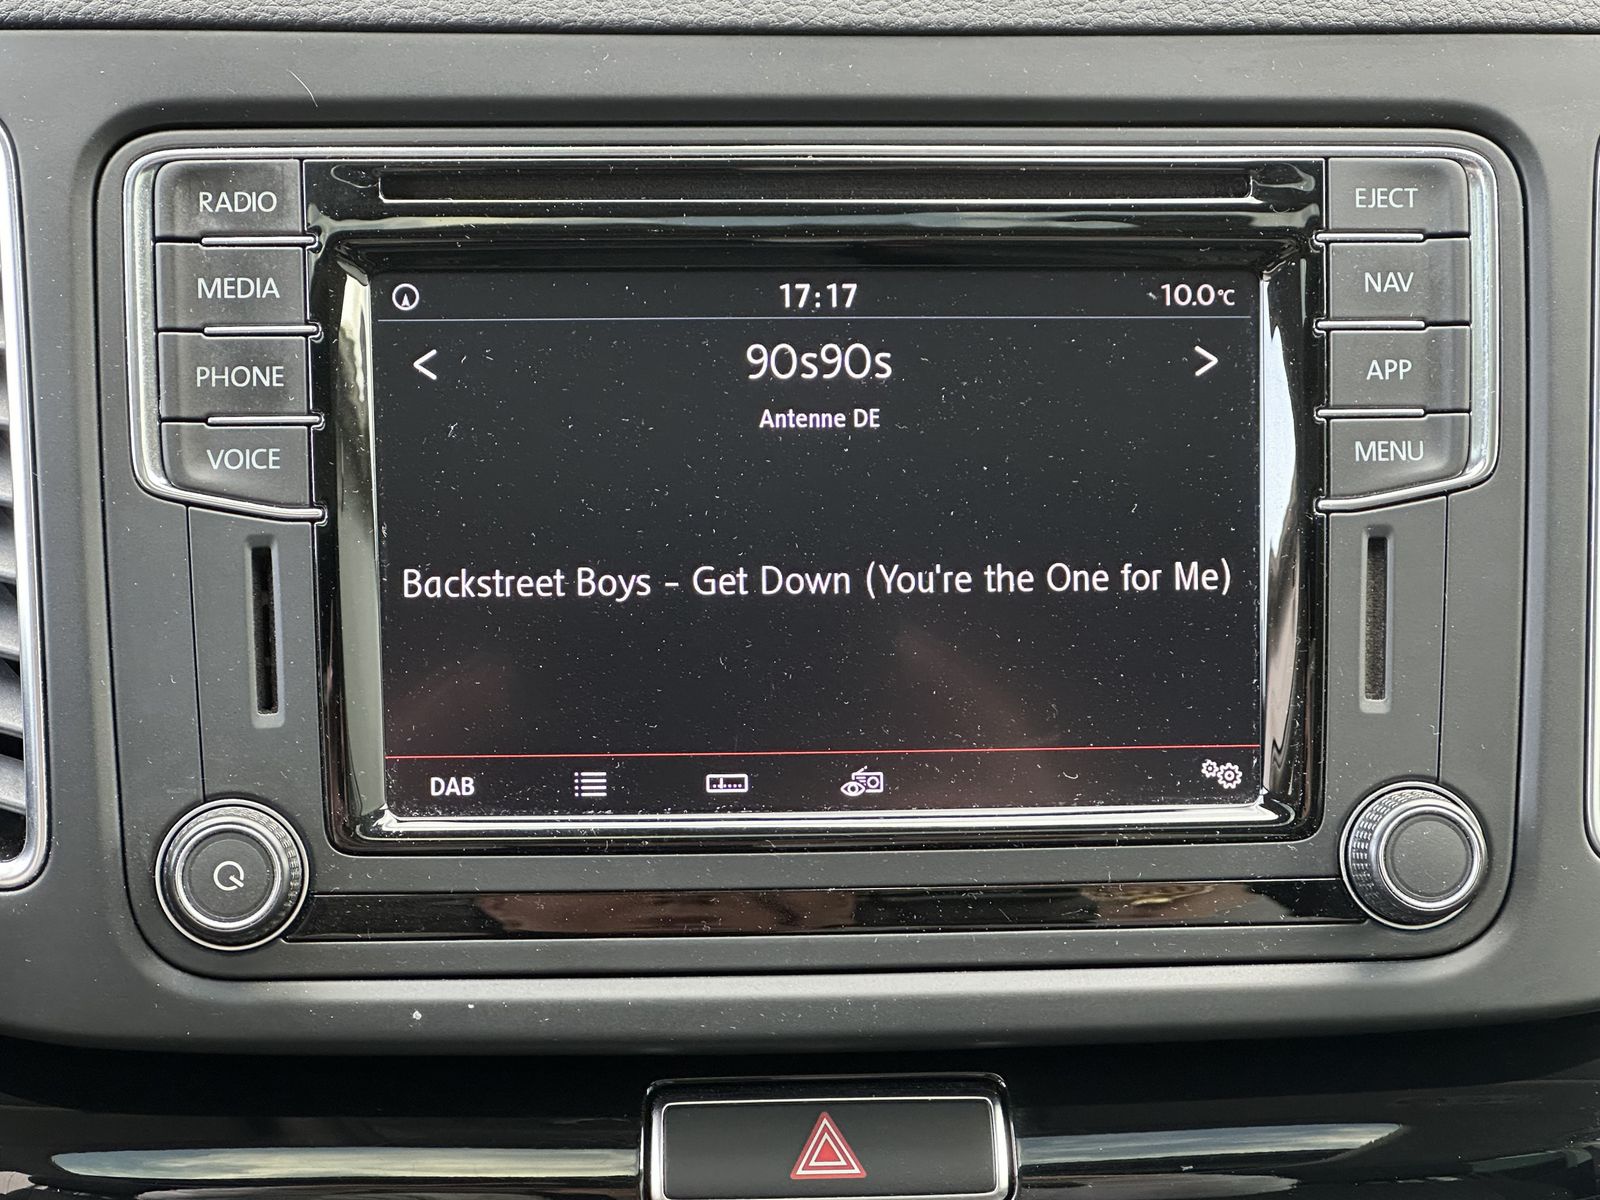 RADIO
MEDIA
PHONE
VOICE
EJECT
NAV
APP
MENU
17:17
10.0°C
< 90s90s >
Antenne DE
Backstreet Boys - Get Down (You're the One for Me)
DAB